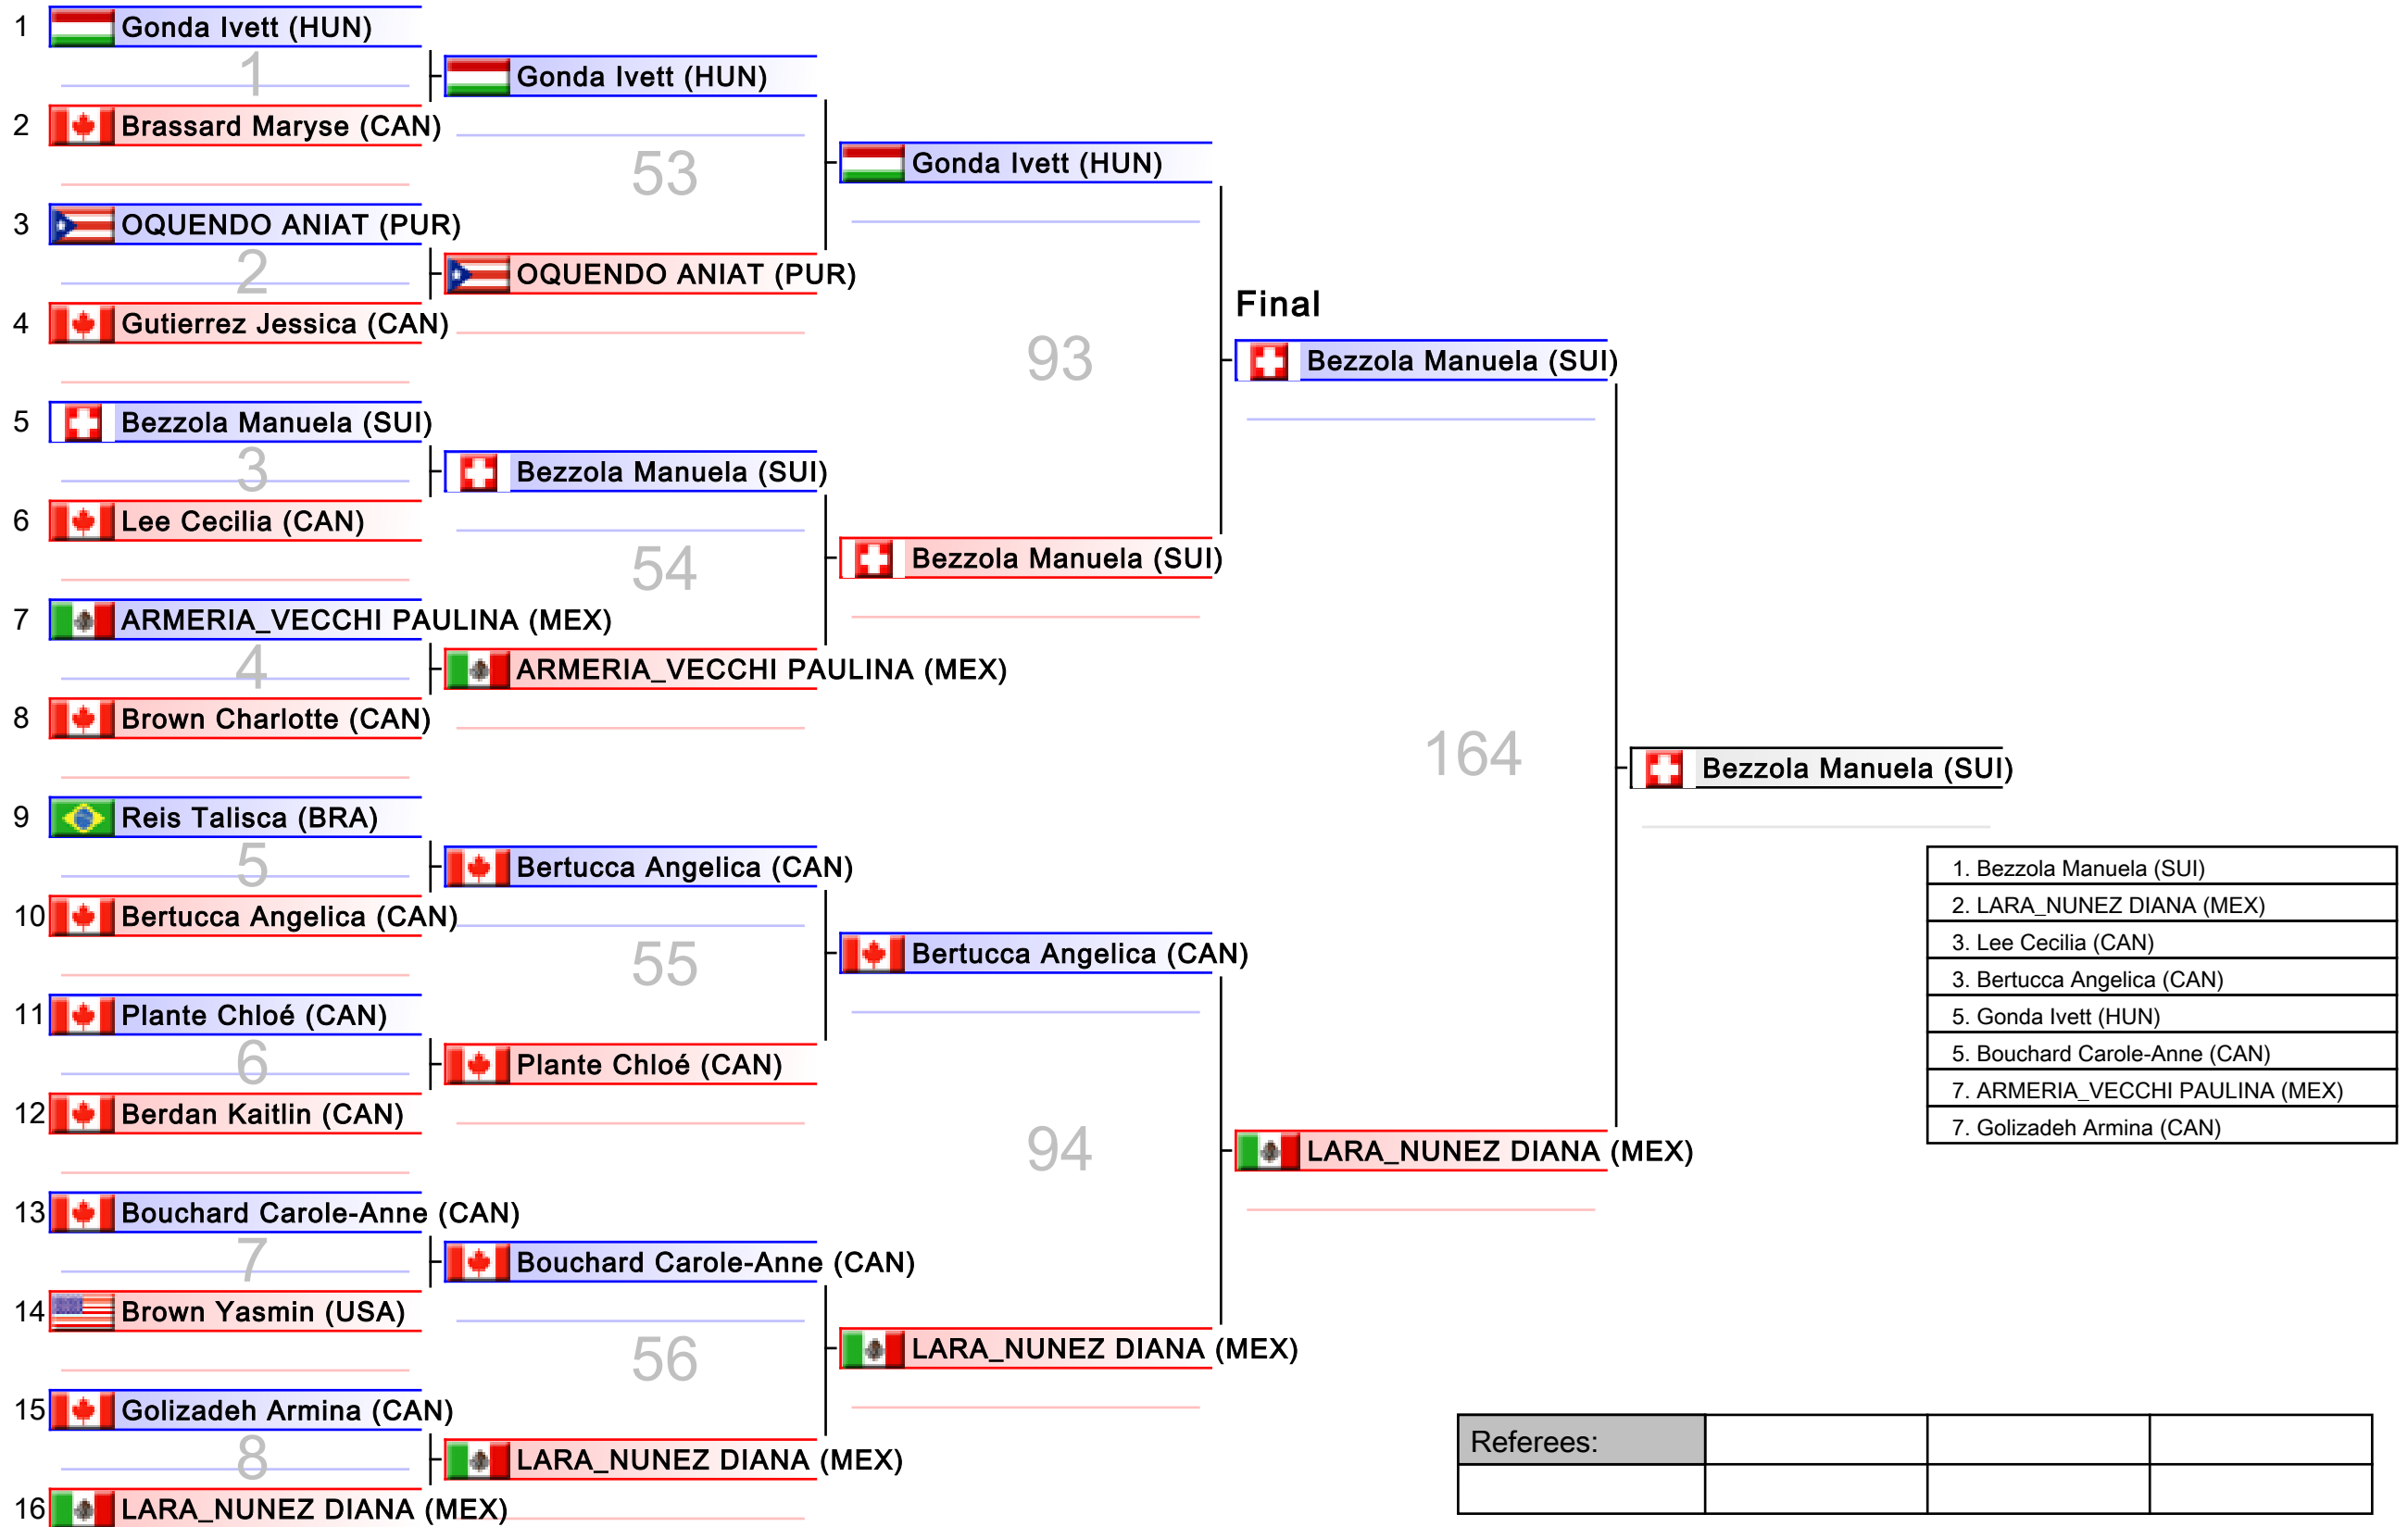 1 Gonda Ivett (HUN)
1
2 Brassard Maryse (CAN)
3 OQUENDO ANIAT (PUR)
2
4 Gutierrez Jessica (CAN)
5 Bezzola Manuela (SUI)
3
6 Lee Cecilia (CAN)
7 ARMERIA_VECCHI PAULINA (MEX)
4
8 Brown Charlotte (CAN)
9 Reis Talisca (BRA)
5
10 Bertucca Angelica (CAN)
11 Plante Chloé (CAN)
6
12 Berdan Kaitlin (CAN)
13 Bouchard Carole-Anne (CAN)
7
14 Brown Yasmin (USA)
15 Golizadeh Armina (CAN)
8
16 LARA_NUNEZ DIANA (MEX)
Gonda Ivett (HUN)
53
OQUENDO ANIAT (PUR)
Bezzola Manuela (SUI)
54
ARMERIA_VECCHI PAULINA (MEX)
Bertucca Angelica (CAN)
55
Plante Chloé (CAN)
Bouchard Carole-Anne (CAN)
56
LARA_NUNEZ DIANA (MEX)
Gonda Ivett (HUN)
93
Bezzola Manuela (SUI)
Bertucca Angelica (CAN)
94
LARA_NUNEZ DIANA (MEX)
Final
Bezzola Manuela (SUI)
164
LARA_NUNEZ DIANA (MEX)
Bezzola Manuela (SUI)
1. Bezzola Manuela (SUI)
2. LARA_NUNEZ DIANA (MEX)
3. Lee Cecilia (CAN)
3. Bertucca Angelica (CAN)
5. Gonda Ivett (HUN)
5. Bouchard Carole-Anne (CAN)
7. ARMERIA_VECCHI PAULINA (MEX)
7. Golizadeh Armina (CAN)
Referees: